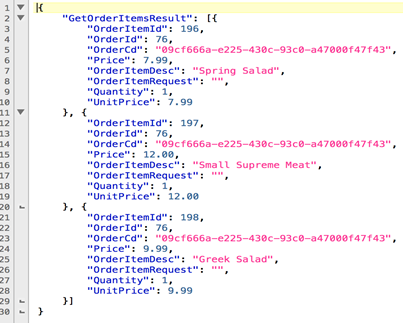 1 {
2 "GetOrderItemsResult": [{
3 "OrderItemId": 196,
4 "OrderId": 76,
5 "OrderCd": "09cf666a-e225-430c-93c0-a47000f47f43",
6 "Price": 7.99,
7 "OrderItemDesc": "Spring Salad",
8 "OrderItemRequest": "",
9 "Quantity": 1,
10 "UnitPrice": 7.99
11 }, {
12 "OrderItemId": 197,
13 "OrderId": 76,
14 "OrderCd": "09cf666a-e225-430c-93c0-a47000f47f43",
15 "Price": 12.00,
16 "OrderItemDesc": "Small Supreme Meat",
17 "OrderItemRequest": "",
18 "Quantity": 1,
19 "UnitPrice": 12.00
20 }, {
21 "OrderItemId": 198,
22 "OrderId": 76,
23 "OrderCd": "09cf666a-e225-430c-93c0-a47000f47f43",
24 "Price": 9.99,
25 "OrderItemDesc": "Greek Salad",
26 "OrderItemRequest": "",
27 "Quantity": 1,
28 "UnitPrice": 9.99
29 }]
30 }